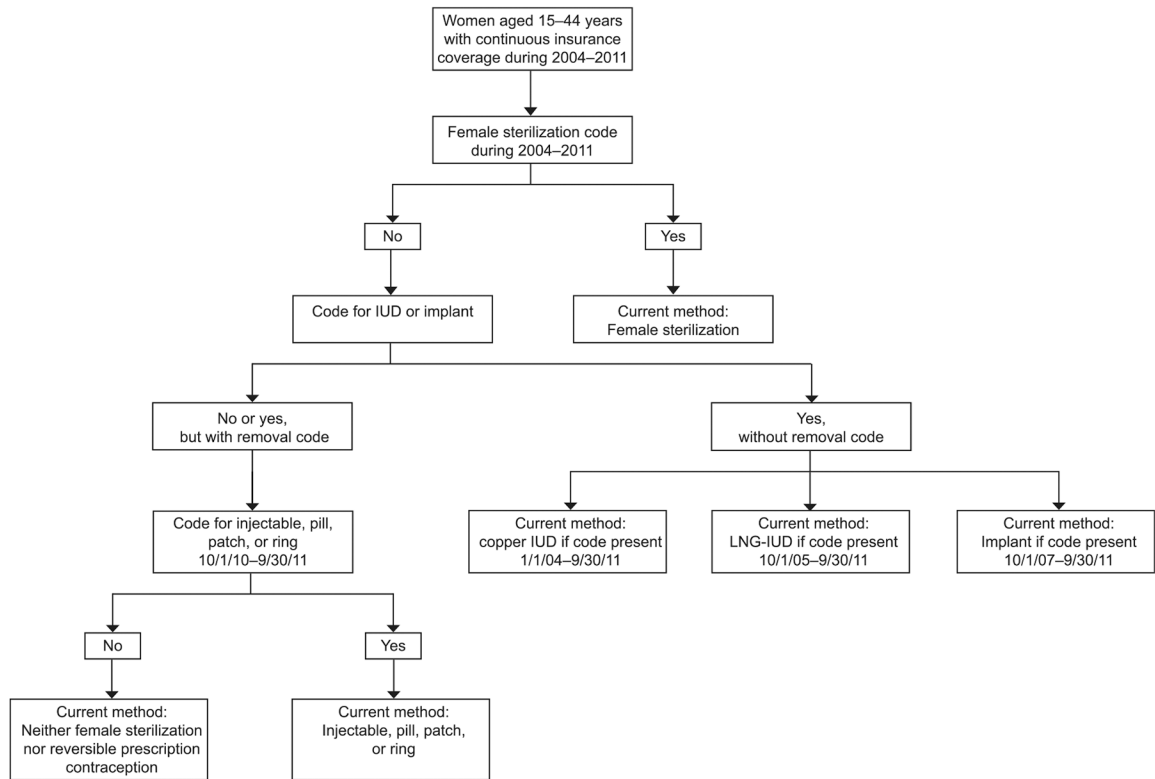 Women aged 15–44 years
with continuous insurance
coverage during 2004–2011
Female sterilization code
during 2004–2011
No
Yes
Code for IUD or implant
Current method:
Female sterilization
No or yes,
but with removal code
Yes,
without removal code
Code for injectable, pill,
patch, or ring
10/1/10–9/30/11
Current method:
copper IUD if code present
1/1/04–9/30/11
Current method:
LNG-IUD if code present
10/1/05–9/30/11
Current method:
Implant if code present
10/1/07–9/30/11
No
Yes
Current method:
Neither female sterilization
nor reversible prescription
contraception
Current method:
Injectable, pill, patch,
or ring